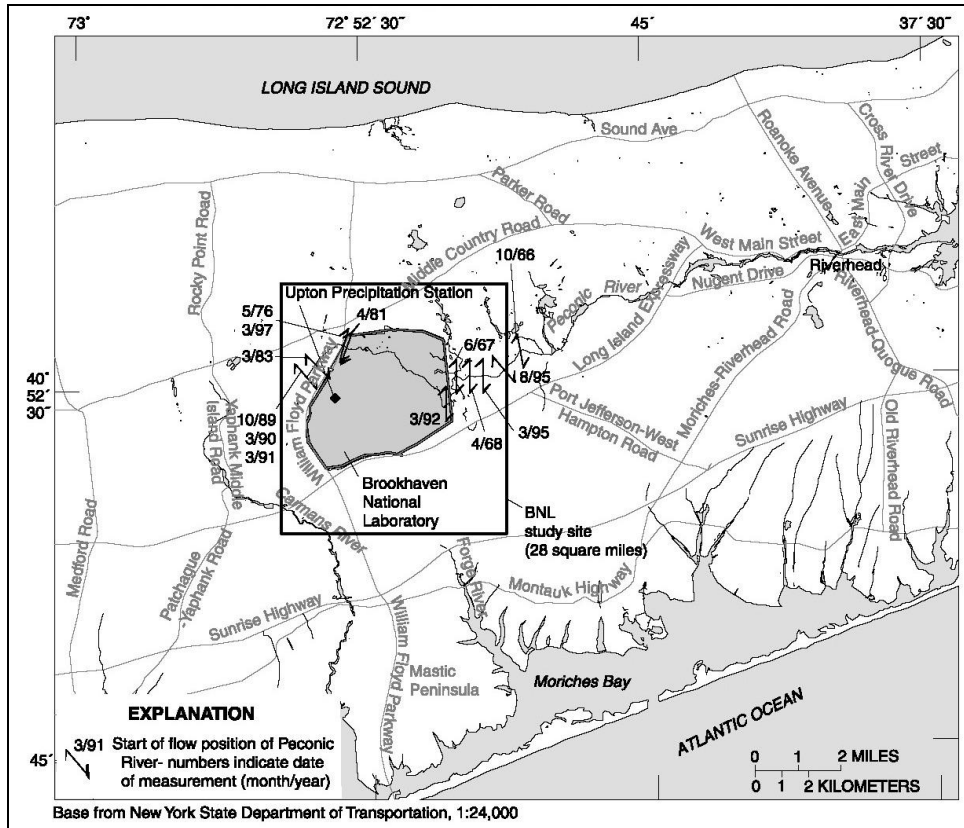 73° 72° 52' 30" 45' 37' 30"
LONG ISLAND SOUND
Sound Ave
Roanoke Avenue
Cross River Drive
East Main Street
Parker Road
Rocky Point Road
Middle Country Road
10/66
West Main Street
Riverhead
Nugent Drive
Peconic River
Long Island Expressway
Upton Precipitation Station
5/76
3/97
4/81
3/83
6/67
8/95
40°
52'
30"
10/89
3/90
3/91
3/92
4/68
3/95
William Floyd Parkway
Yaphank Middle
Island Road
Port Jefferson-West
Hampton Road
Moriches-Riverhead Road
Riverhead-Quogue Road
Sunrise Highway
Old Riverhead Road
Brookhaven
National
Laboratory
BNL
study site
(28 square miles)
Carmans River
Medford Road
Patchague
-Yaphank Road
Forge River
Montauk Highway
Sunrise Highway
William Floyd Parkway
Mastic
Peninsula
Moriches Bay
ATLANTIC OCEAN
EXPLANATION
3/91 Start of flow position of Peconic
River- numbers indicate date
of measurement (month/year)
45'
0 1 2 MILES
0 1 2 KILOMETERS
Base from New York State Department of Transportation, 1:24,000